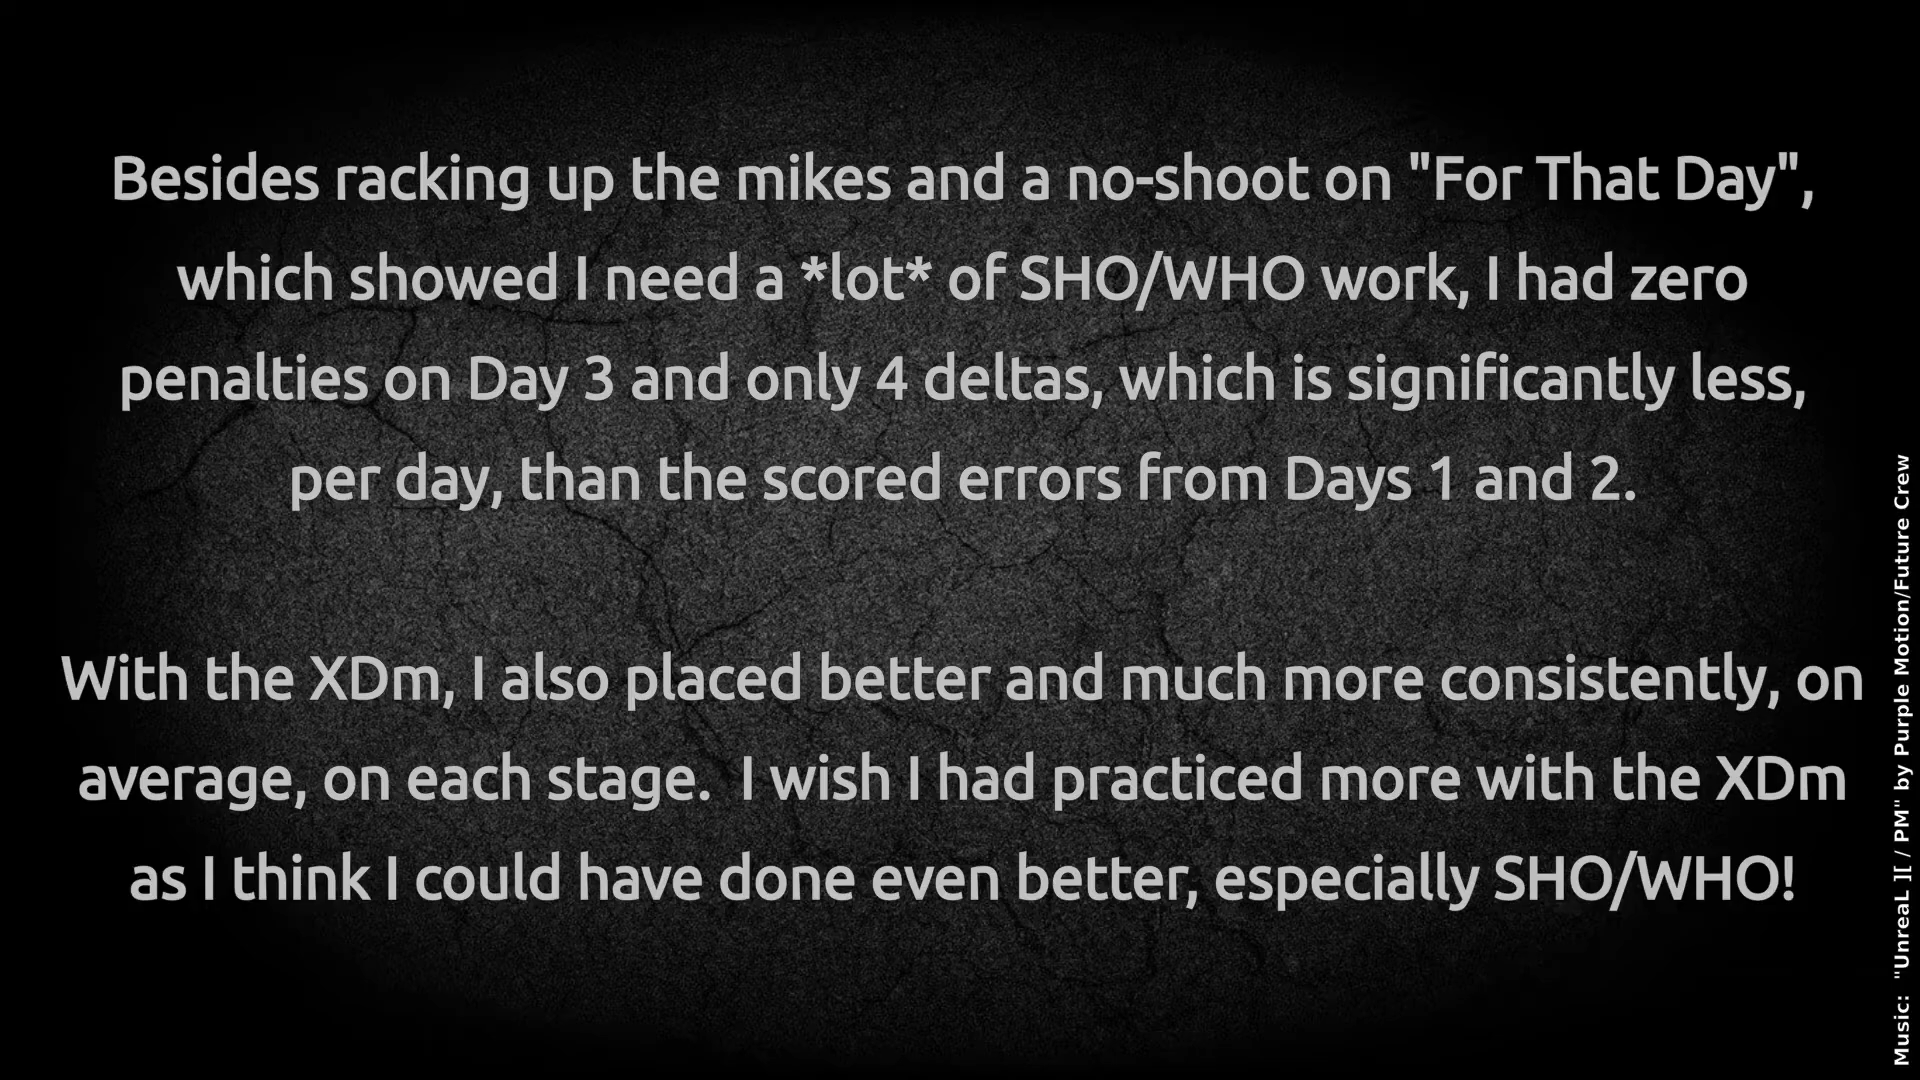 Besides racking up the mikes and a no-shoot on "For That Day",
which showed I need a *lot* of SHO/WHO work, I had zero
penalties on Day 3 and only 4 deltas, which is significantly less,
per day, than the scored errors from Days 1 and 2.
With the XDm, I also placed better and much more consistently, on
average, on each stage.  I wish I had practiced more with the XDm
as I think I could have done even better, especially SHO/WHO!
Music:  "UnreaL ][ / PM" by Purple Motion/Future Crew